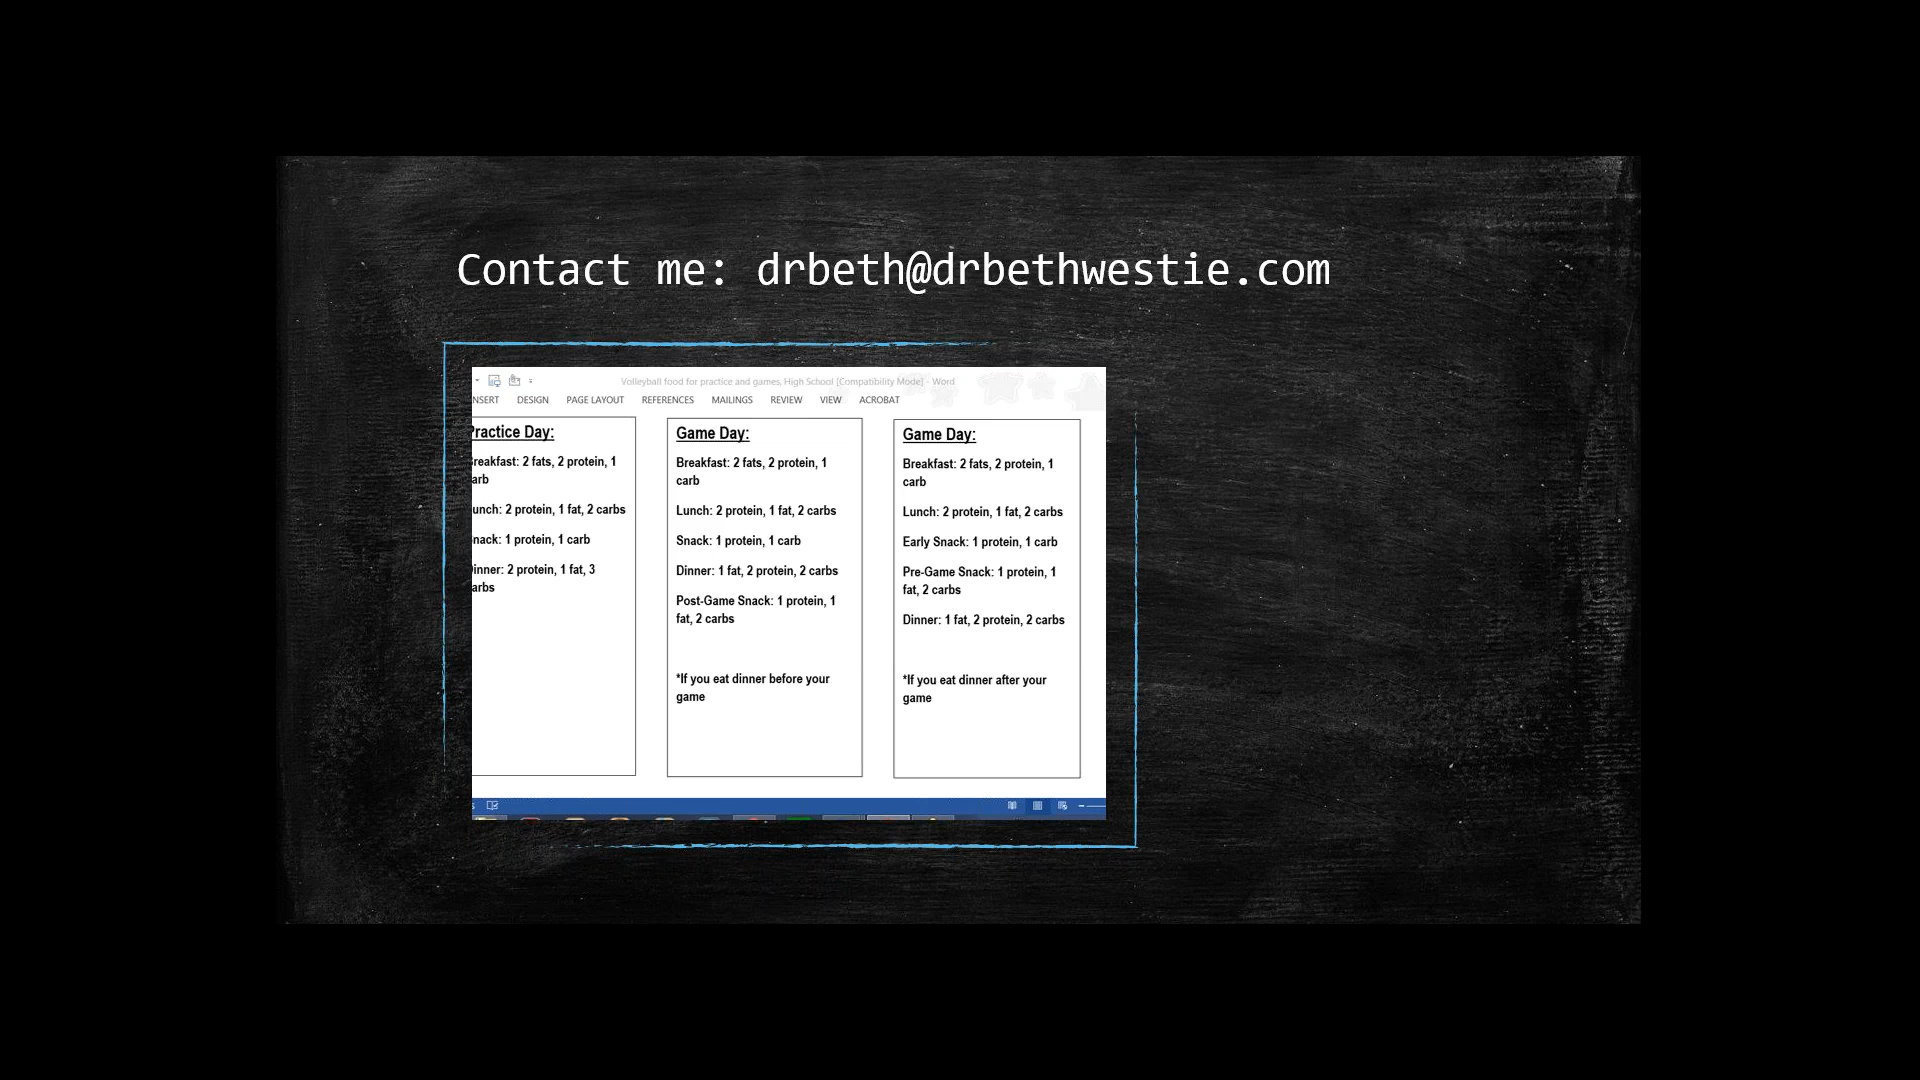 Contact me: drbeth@drbethwestie.com
Volleyball food for practice and games, High School [Compatibility Mode] - Word
NSERT DESIGN PAGE LAYOUT REFERENCES MAILINGS REVIEW VIEW ACROBAT
Practice Day:
Breakfast: 2 fats, 2 protein, 1
arb
unch: 2 protein, 1 fat, 2 carbs
nack: 1 protein, 1 carb
Dinner: 2 protein, 1 fat, 3
arbs
Game Day:
Breakfast: 2 fats, 2 protein, 1
carb
Lunch: 2 protein, 1 fat, 2 carbs
Snack: 1 protein, 1 carb
Dinner: 1 fat, 2 protein, 2 carbs
Post-Game Snack: 1 protein, 1
fat, 2 carbs
*If you eat dinner before your
game
Game Day:
Breakfast: 2 fats, 2 protein, 1
carb
Lunch: 2 protein, 1 fat, 2 carbs
Early Snack: 1 protein, 1 carb
Pre-Game Snack: 1 protein, 1
fat, 2 carbs
Dinner: 1 fat, 2 protein, 2 carbs
*If you eat dinner after your
game